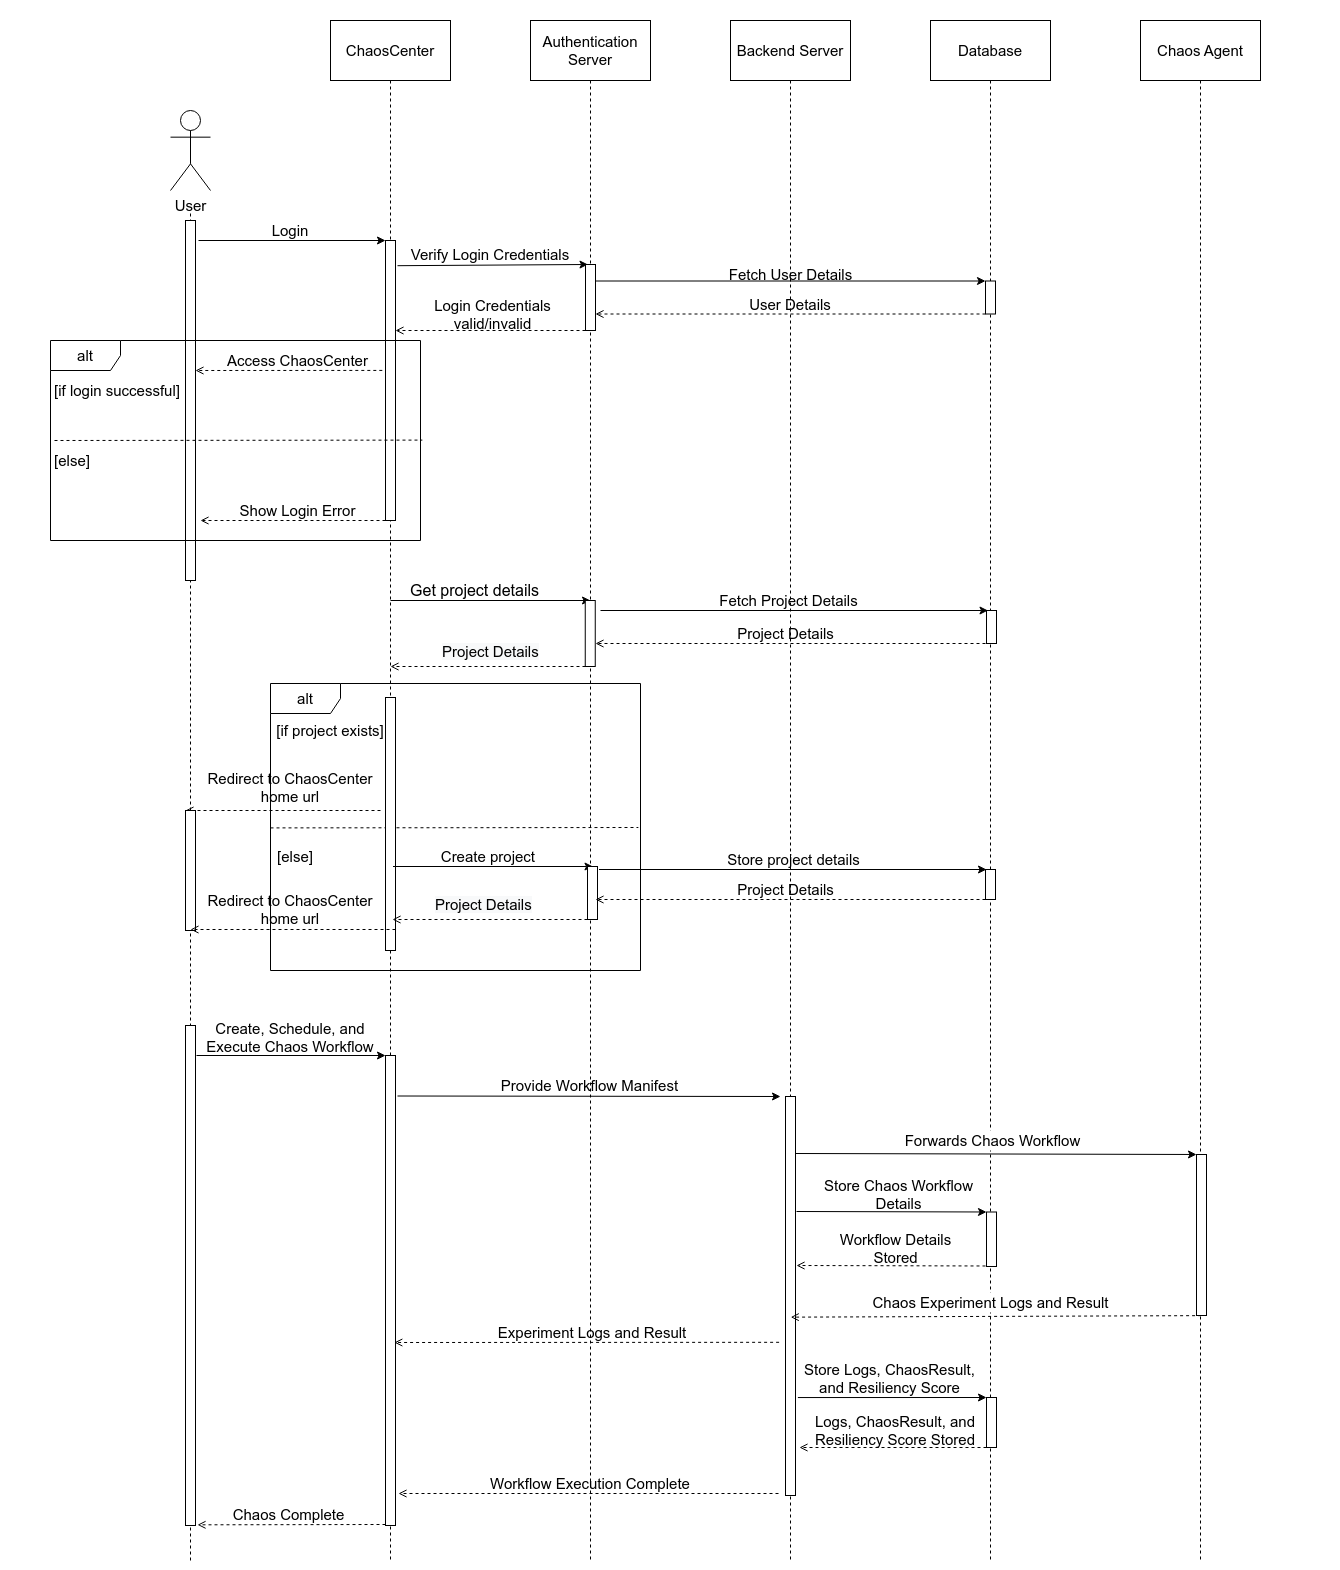 ChaosCenter
Authentication
Server
Backend Server
Database
Chaos Agent
User
Login
Verify Login Credentials
Fetch User Details
User Details
Login Credentials
valid/invalid
alt
Access ChaosCenter
[if login successful]
[else]
Show Login Error
Get project details
Fetch Project Details
Project Details
Project Details
alt
[if project exists]
Redirect to ChaosCenter
home url
[else]
Create project
Store project details
Project Details
Project Details
Redirect to ChaosCenter
home url
Create, Schedule, and
Execute Chaos Workflow
Provide Workflow Manifest
Forwards Chaos Workflow
Store Chaos Workflow
Details
Workflow Details
Stored
Chaos Experiment Logs and Result
Experiment Logs and Result
Store Logs, ChaosResult,
and Resiliency Score
Logs, ChaosResult, and
Resiliency Score Stored
Workflow Execution Complete
Chaos Complete